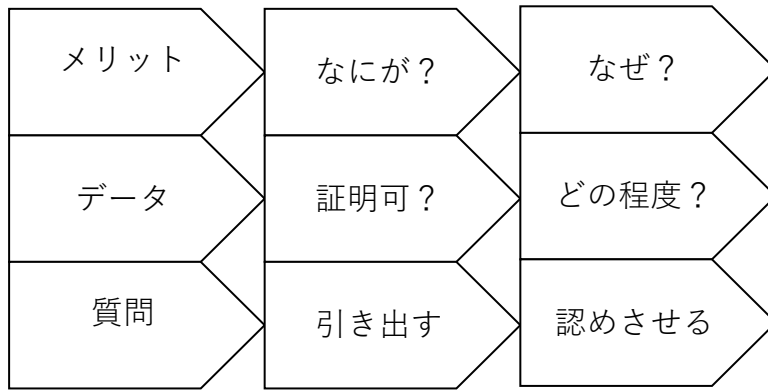 メリット
なにが？
なぜ？
データ
証明可？
どの程度？
質問
引き出す
認めさせる